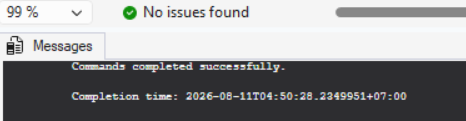 99 %
No issues found
Messages
Commands completed successfully.
Completion time: 2026-08-11T04:50:28.2349951+07:00